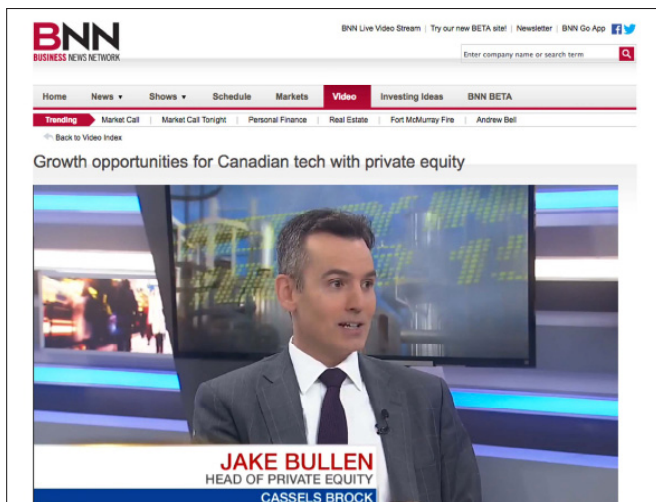 BNN
BUSINESS NEWS NETWORK
BNN Live Video Stream | Try our new BETA site! | Newsletter | BNN Go App
Enter company name or search term
Home News ▾ Shows ▾ Schedule Markets Video Investing Ideas BNN BETA
Trending Market Call | Market Call Tonight | Personal Finance | Real Estate | Fort McMurray Fire | Andrew Bell
Back to Video Index
Growth opportunities for Canadian tech with private equity
JAKE BULLEN
HEAD OF PRIVATE EQUITY
CASSELS BROCK